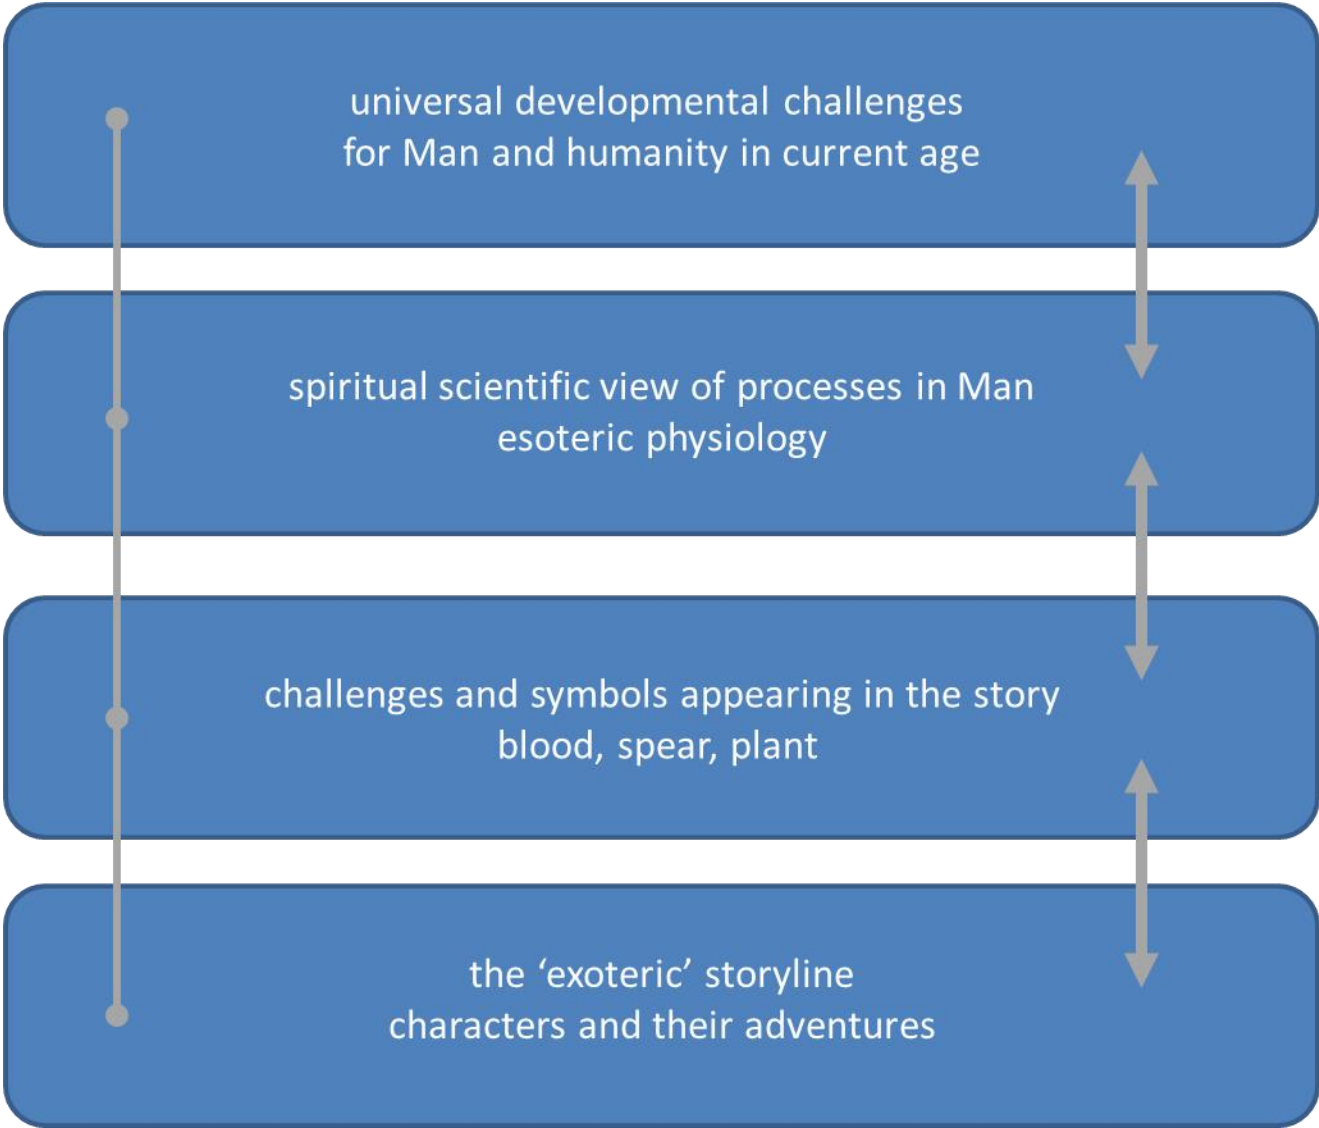 universal developmental challenges
for Man and humanity in current age
spiritual scientific view of processes in Man
esoteric physiology
challenges and symbols appearing in the story
blood, spear, plant
the ‘exoteric’ storyline
characters and their adventures